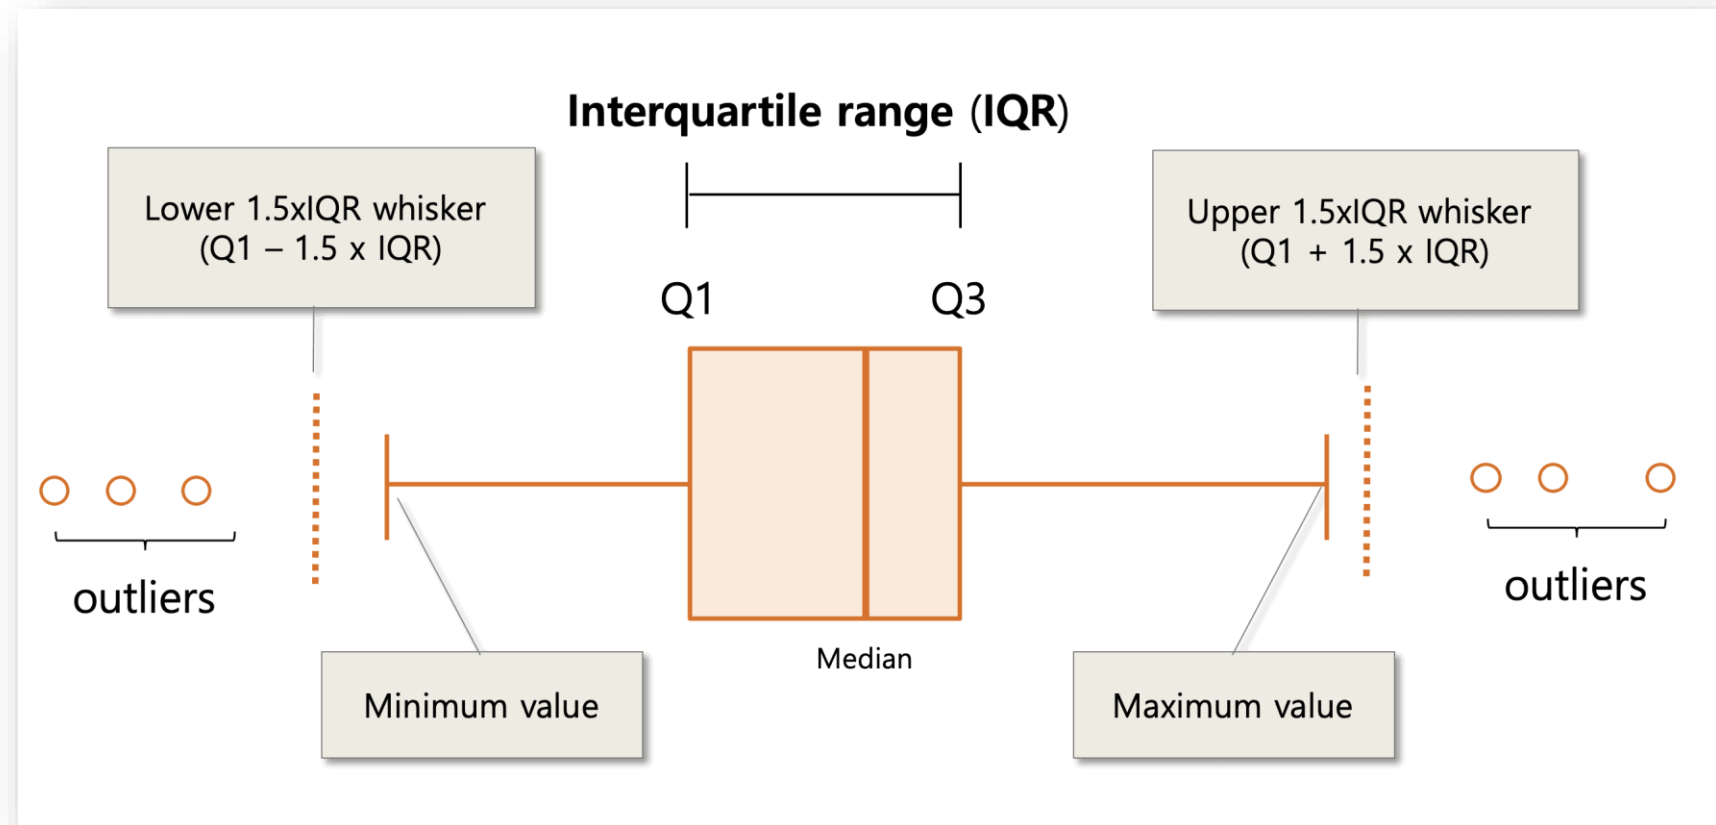 Interquartile range (IQR)
Lower 1.5xIQR whisker
(Q1 – 1.5 x IQR)
Upper 1.5xIQR whisker
(Q1 + 1.5 x IQR)
Q1
Q3
outliers
outliers
Median
Minimum value
Maximum value